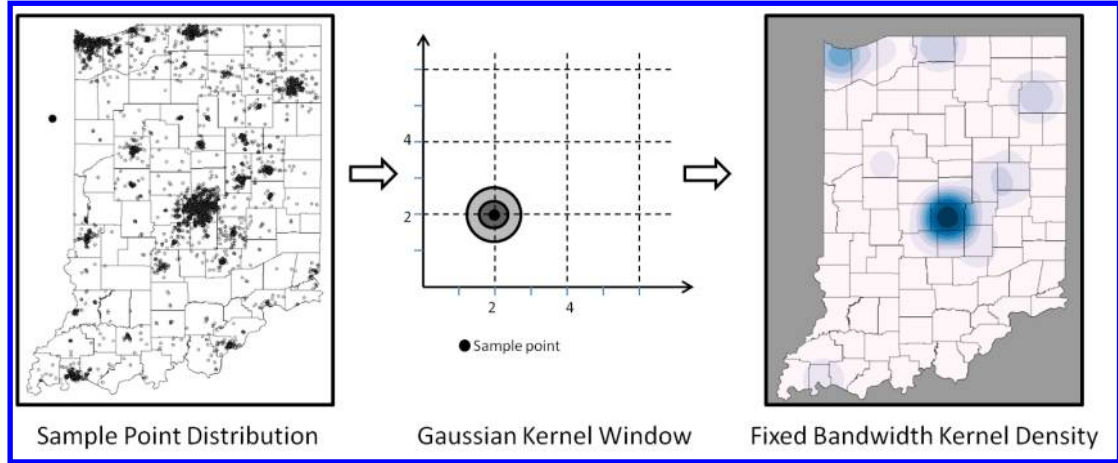 4
2
2
4
Sample point
Sample Point Distribution
Gaussian Kernel Window
Fixed Bandwidth Kernel Density